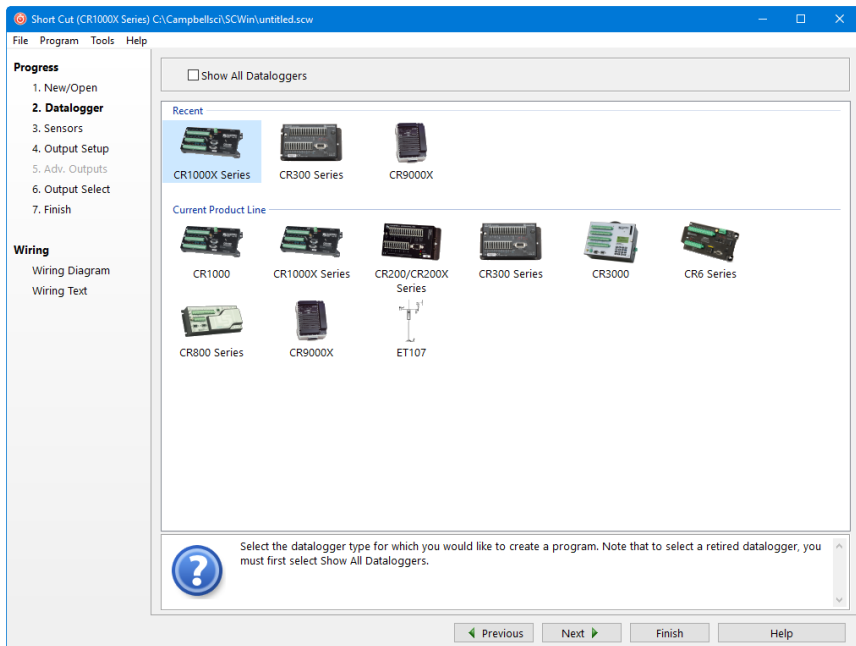 Short Cut (CR1000X Series) C:\Campbellsci\SCWin\untitled.scw
File Program Tools Help
Progress
1. New/Open
2. Datalogger
3. Sensors
4. Output Setup
5. Adv. Outputs
6. Output Select
7. Finish
Wiring
Wiring Diagram
Wiring Text
Show All Dataloggers
Recent
CR1000X Series CR300 Series CR9000X
Current Product Line
CR1000 CR1000X Series CR200/CR200X Series CR300 Series CR3000 CR6 Series
CR800 Series CR9000X ET107
Select the datalogger type for which you would like to create a program. Note that to select a retired datalogger, you
must first select Show All Dataloggers.
Previous Next Finish Help